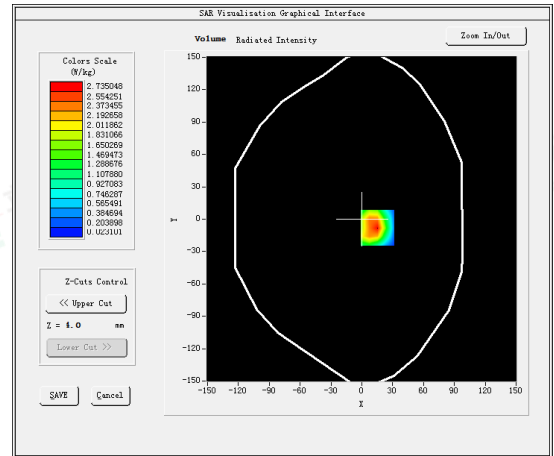 SAR Visualisation Graphical Interface
Volume Radiated Intensity
Zoom In/Out
Colors Scale
(W/kg)
2.735048
2.554251
2.373455
2.192658
2.011862
1.831066
1.650269
1.469473
1.288676
1.107880
0.927083
0.746287
0.565491
0.384694
0.203898
0.023101
Z-Cuts Control
<< Upper Cut
Z = 4.0 mm
Lower Cut >>
SAVE Cancel
150
120
90
60
30
0
-30
-60
-90
-120
-150
Y
-150 -120 -90 -60 -30 0 30 60 90 120 150
X